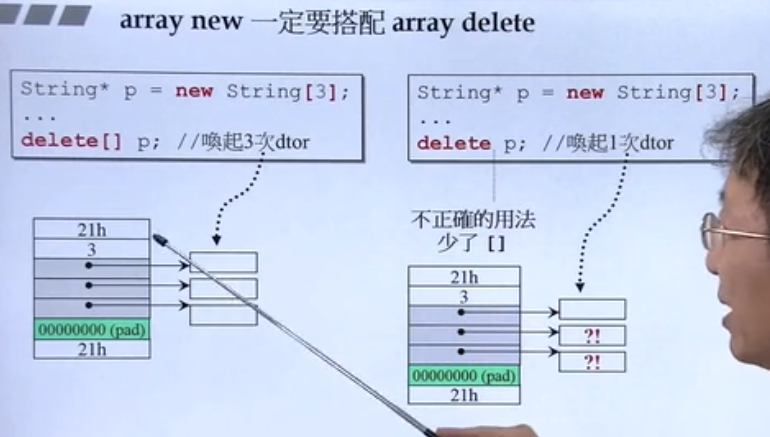 array new 一定要搭配 array delete
String* p = new String[3];
...
delete[] p; //喚起3次dtor
String* p = new String[3];
...
delete p; //喚起1次dtor
不正確的用法
少了 []
21h
3
00000000 (pad)
21h
21h
3
?!
?!
00000000 (pad)
21h